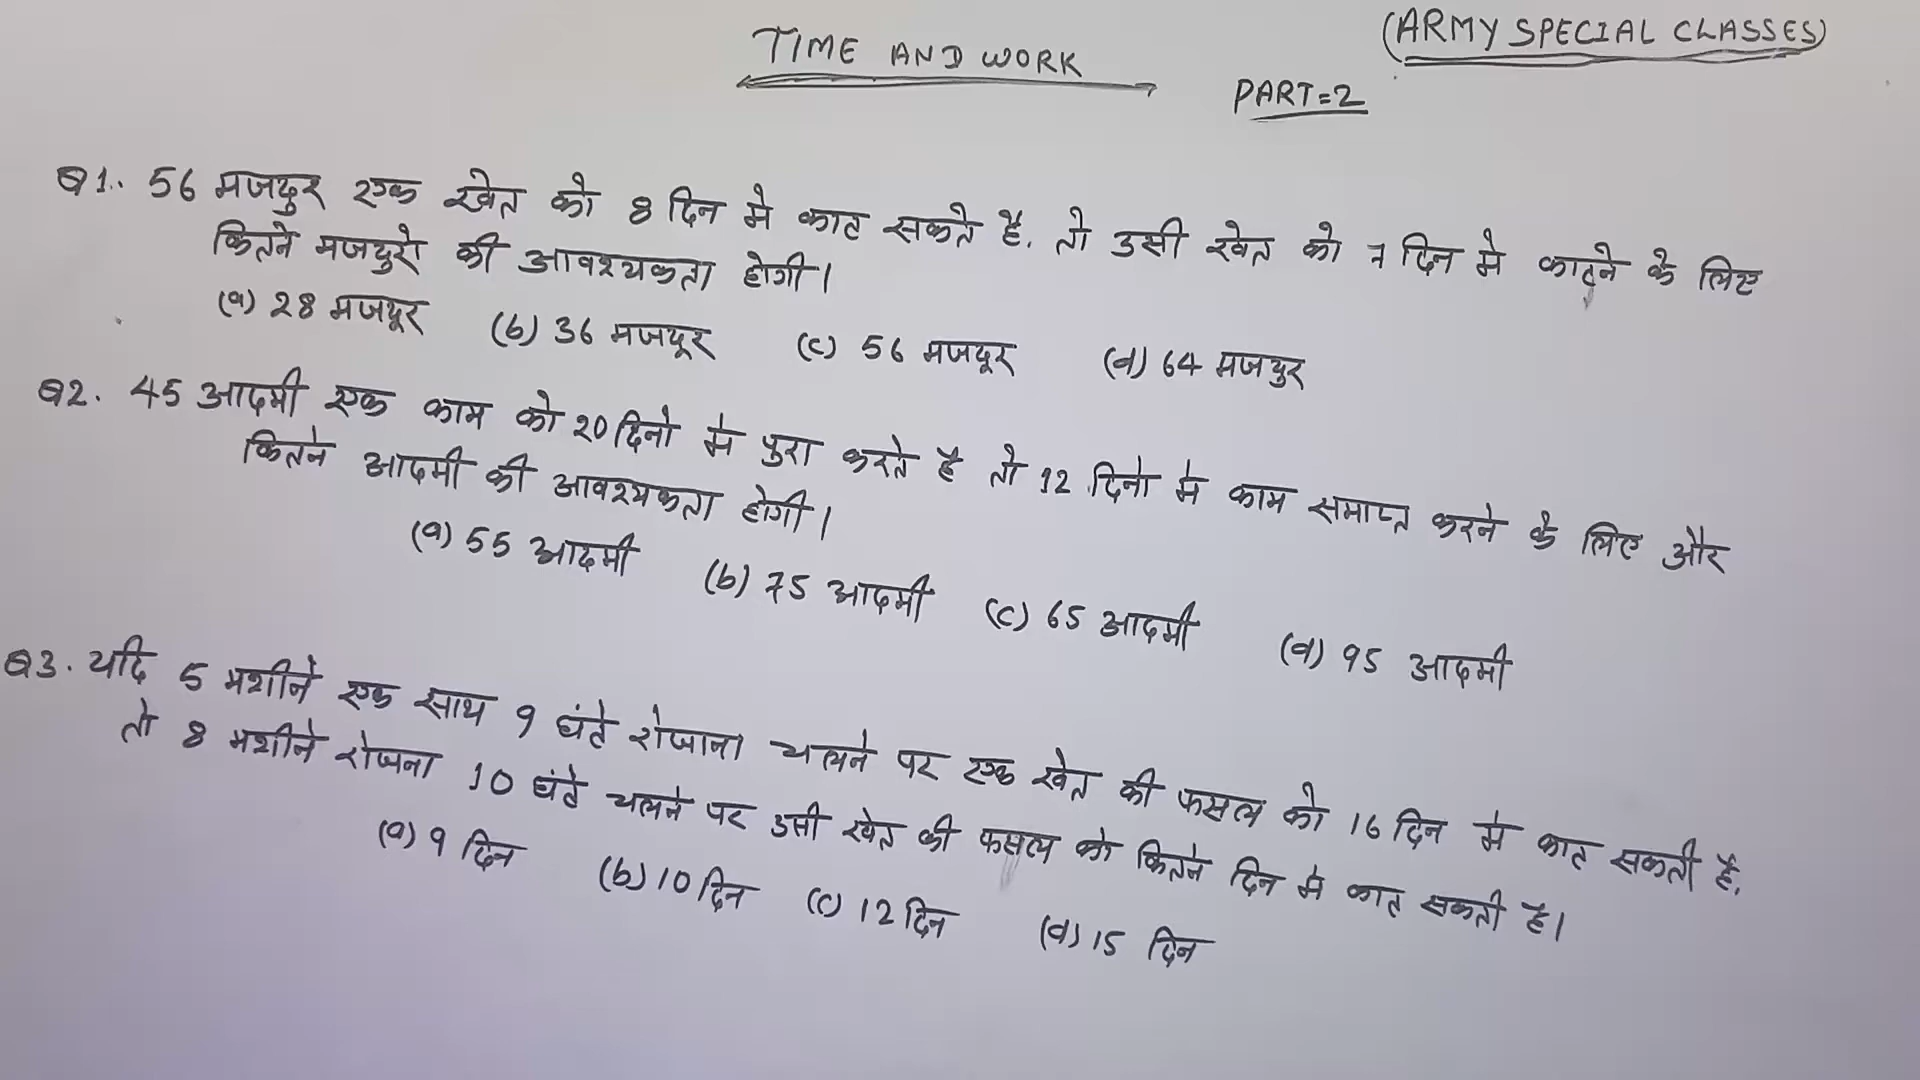 TIME AND WORK
(ARMY SPECIAL CLASSES)
PART=2
Q1. 56 मजदुर एक खेत को 8 दिन मे काट सकते है. तो उसी खेत को 7 दिन मे काटने के लिए
कितने मजदुरो की आवश्यकता होगी।
(a) 28 मजदूर (b) 36 मजदूर (c) 56 मजदूर (d) 64 मजदुर
Q2. 45 आदमी एक काम को 20 दिनो मे पुरा करते है तो 12 दिनो मे काम समाप्त करने के लिए और
कितने आदमी की आवश्यकता होगी।
(a) 55 आदमी (b) 75 आदमी (c) 65 आदमी (d) 95 आदमी
Q3. यदि 5 मशीने एक साथ 9 घंटे रोजाना चलने पर एक खेत की फसल को 16 दिन मे काट सकती है.
तो 8 मशीने रोजना 10 घंटे चलने पर उसी खेत की फसल को कितने दिन मे काट सकती है।
(a) 9 दिन (b) 10 दिन (c) 12 दिन (d) 15 दिन